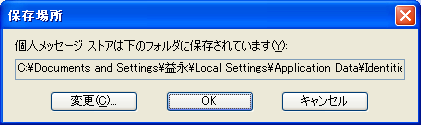 保存場所
個人メッセージ ストアは下のフォルダに保存されています(Y):
C:¥Documents and Settings¥益永¥Local Settings¥Application Data¥Identitie
変更(C)...
OK
キャンセル